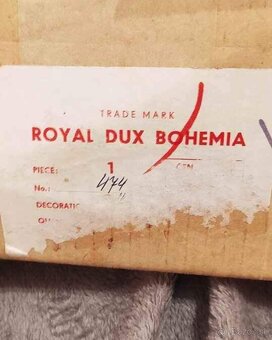 TRADE MARK
ROYAL DUX BOHEMIA
PIECE: 1
No.: 474
DECORATIO